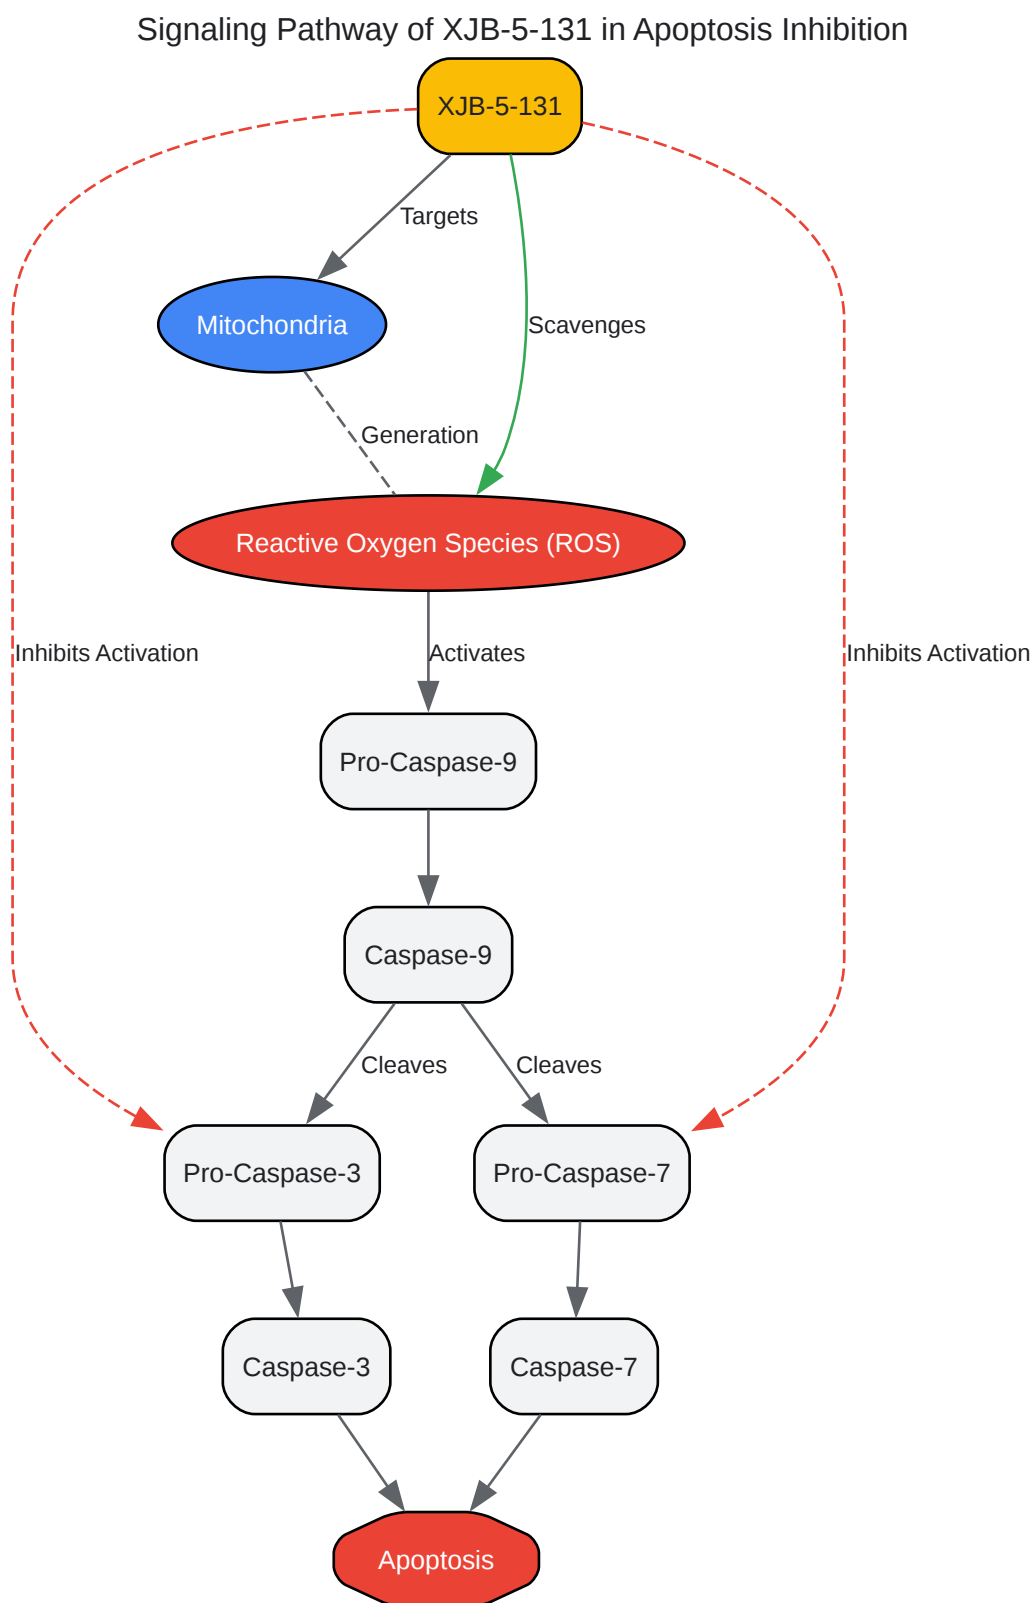 Signaling Pathway of XJB-5-131 in Apoptosis Inhibition
XJB-5-131
Targets
Mitochondria
Scavenges
Generation
Reactive Oxygen Species (ROS)
Inhibits Activation
Activates
Inhibits Activation
Pro-Caspase-9
Caspase-9
Cleaves
Cleaves
Pro-Caspase-3
Pro-Caspase-7
Caspase-3
Caspase-7
Apoptosis